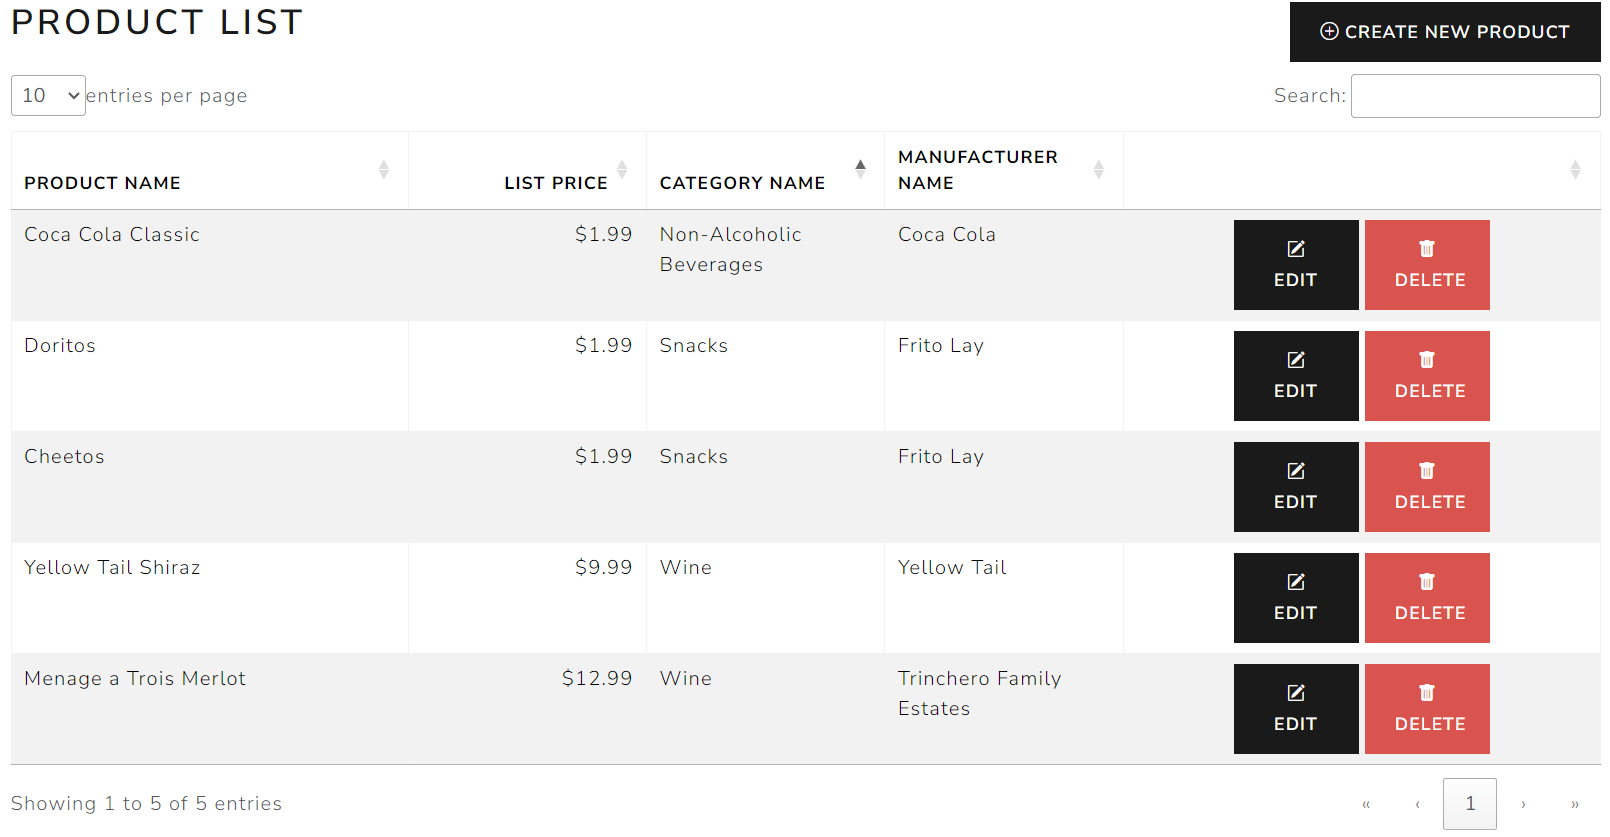 PRODUCT LIST
CREATE NEW PRODUCT
10 entries per page
Search:
PRODUCT NAME LIST PRICE CATEGORY NAME MANUFACTURER NAME
Coca Cola Classic $1.99 Non-Alcoholic Beverages Coca Cola EDIT DELETE
Doritos $1.99 Snacks Frito Lay EDIT DELETE
Cheetos $1.99 Snacks Frito Lay EDIT DELETE
Yellow Tail Shiraz $9.99 Wine Yellow Tail EDIT DELETE
Menage a Trois Merlot $12.99 Wine Trinchero Family Estates EDIT DELETE
Showing 1 to 5 of 5 entries
« ‹ 1 › »